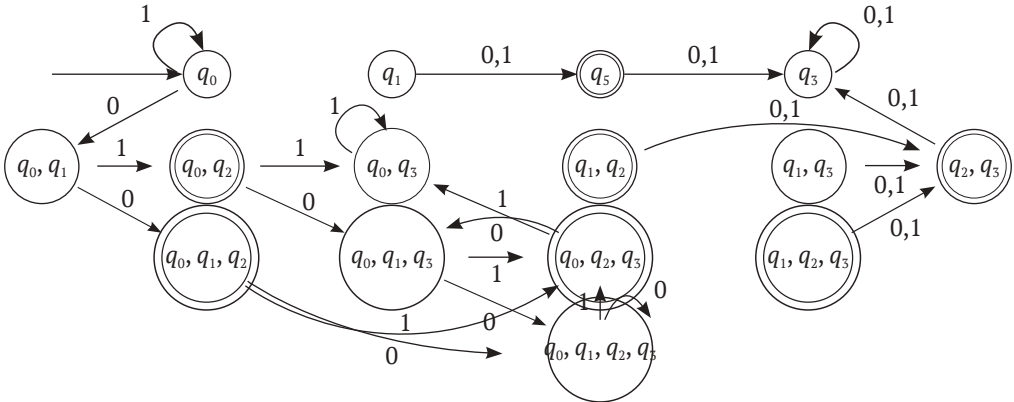 1 0,1
q₀ q₁ 0,1 q₅ 0,1 q₃
0 1 0,1 0,1
q₀, q₁ 1 q₀, q₂ 1 q₀, q₃ q₁, q₂ q₁, q₃ 0,1 q₂, q₃
0 0 1 0,1
q₀, q₁, q₂ q₀, q₁, q₃ 0 1 q₀, q₂, q₃ q₁, q₂, q₃
1 0 1 0
0 q₀, q₁, q₂, q₃